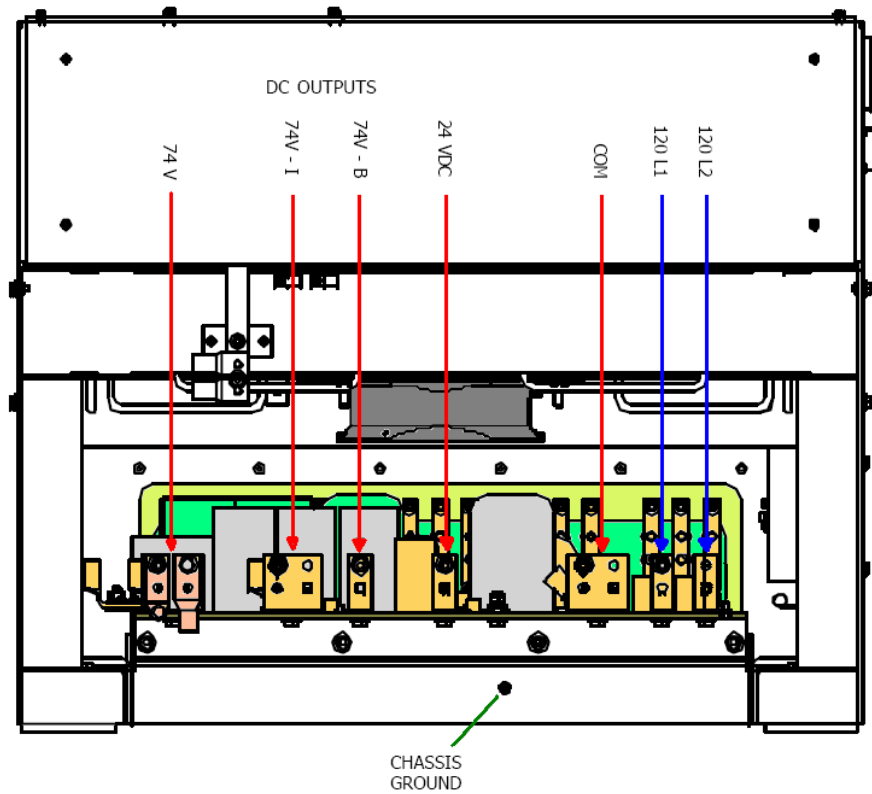 DC OUTPUTS
74 V
74V - I
74V - B
24 VDC
COM
120 L1
120 L2
CHASSIS
GROUND